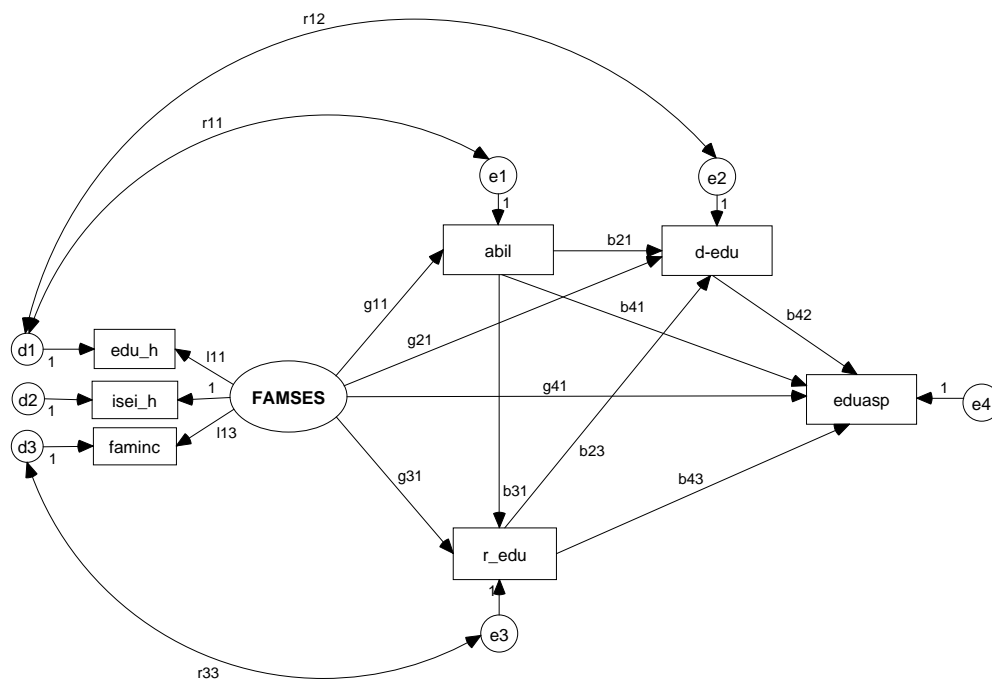 r12
r11
e1
e2
1
1
abil
b21
d-edu
g11
g21
b41
b42
d1
1
edu_h
l11
d2
1
isei_h
1
FAMSES
g41
eduasp
1
e4
d3
1
faminc
l13
g31
b31
b23
b43
r_edu
1
e3
r33